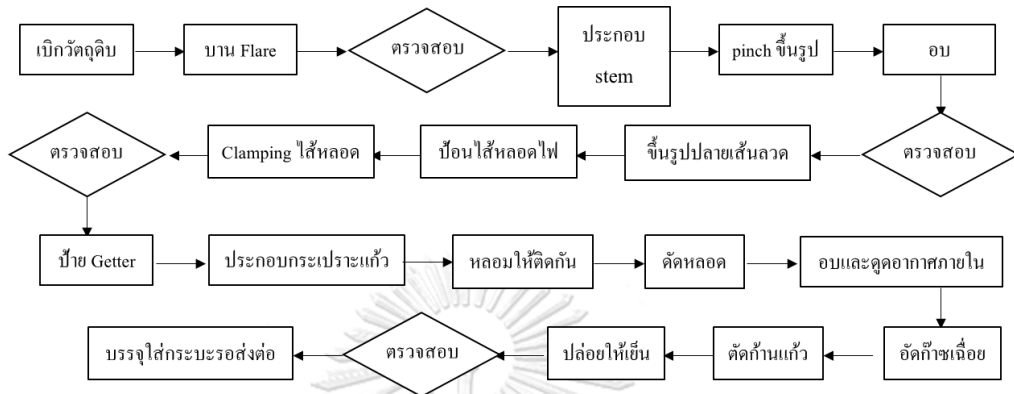 เบิกวัตถุดิบ
บาน Flare
ตรวจสอบ
ประกอบ
stem
pinch ขึ้นรูป
อบ
ตรวจสอบ
ขึ้นรูปปลายเส้นลวด
ป้อนไส้หลอดไฟ
Clamping ไส้หลอด
ตรวจสอบ
ป้าย Getter
ประกอบกระเปราะแก้ว
หลอมให้ติดกัน
ดัดหลอด
อบและดูดอากาศภายใน
อัดก๊าซเฉื่อย
ตัดก้านแก้ว
ปล่อยให้เย็น
ตรวจสอบ
บรรจุใส่กระบะรอส่งต่อ